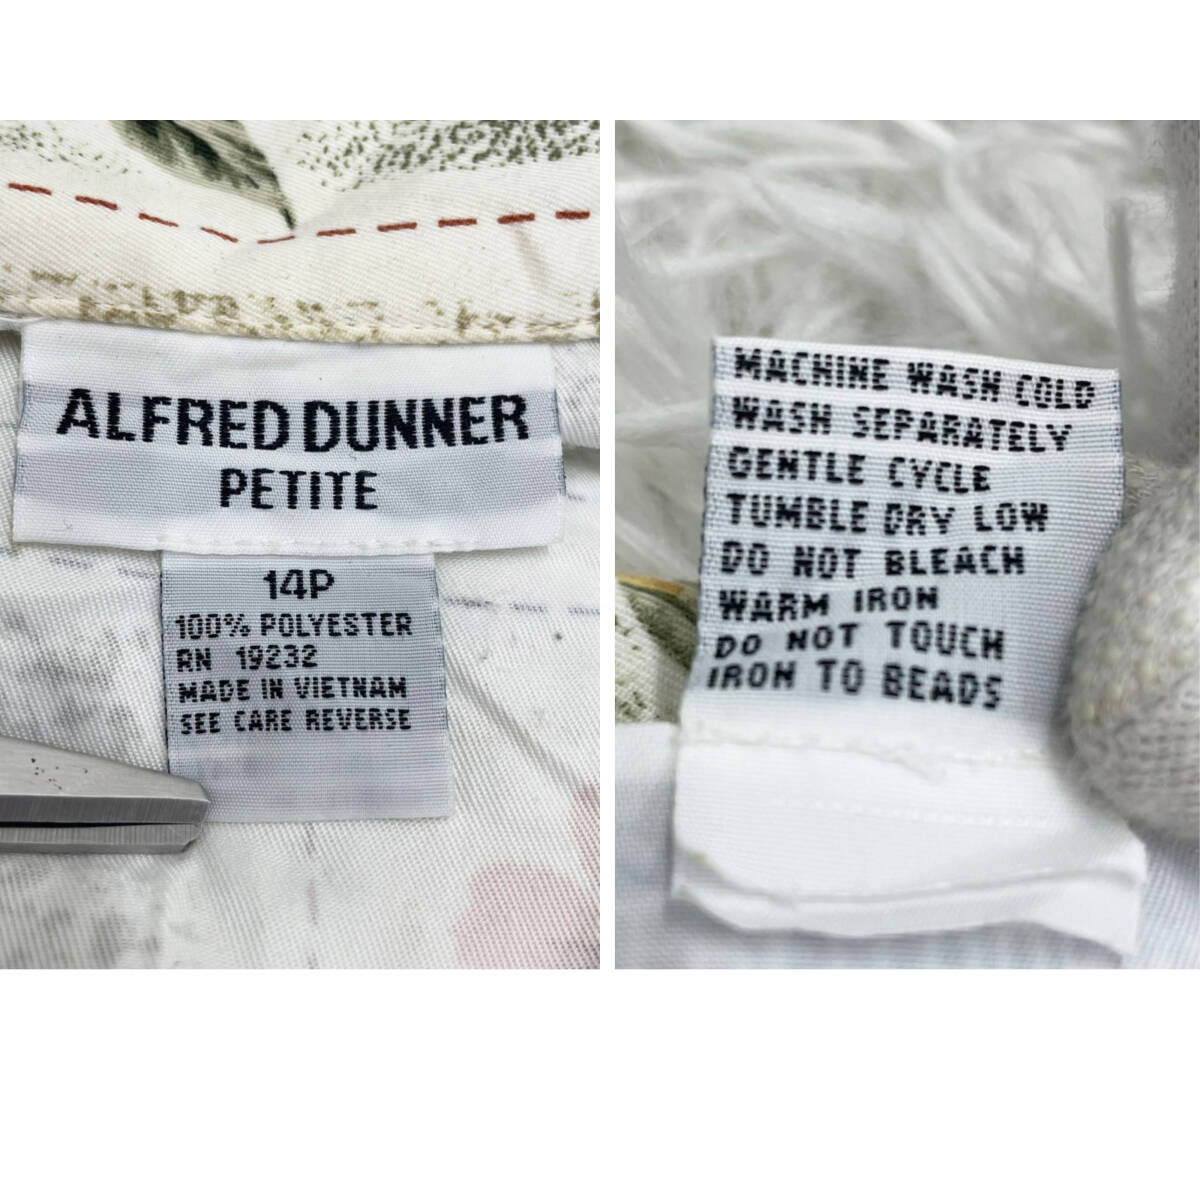 ALFRED DUNNER
PETITE
14P
100% POLYESTER
RN 19232
MADE IN VIETNAM
SEE CARE REVERSE
MACHINE WASH COLD
WASH SEPARATELY
GENTLE CYCLE
TUMBLE DRY LOW
DO NOT BLEACH
WARM IRON
DO NOT TOUCH
IRON TO BEADS